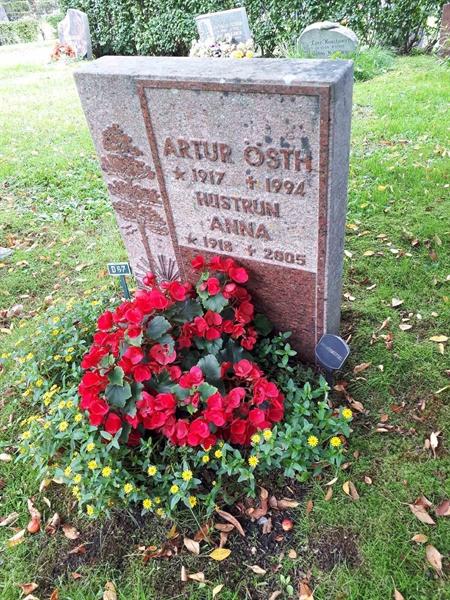 ARTUR ÖSTH
★ 1917 ✝ 1994
HUSTRUN
ANNA
★ 1918 ✝ 2005